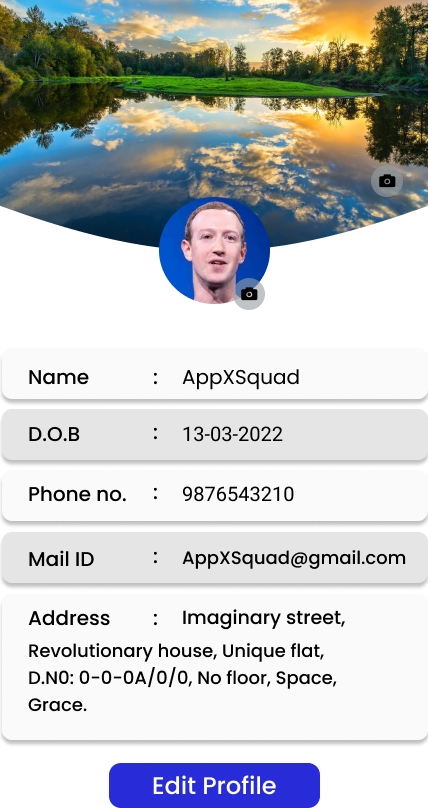 Name : AppXSquad
D.O.B : 13-03-2022
Phone no. : 9876543210
Mail ID : AppXSquad@gmail.com
Address : Imaginary street,
Revolutionary house, Unique flat,
D.N0: 0-0-0A/0/0, No floor, Space,
Grace.
Edit Profile